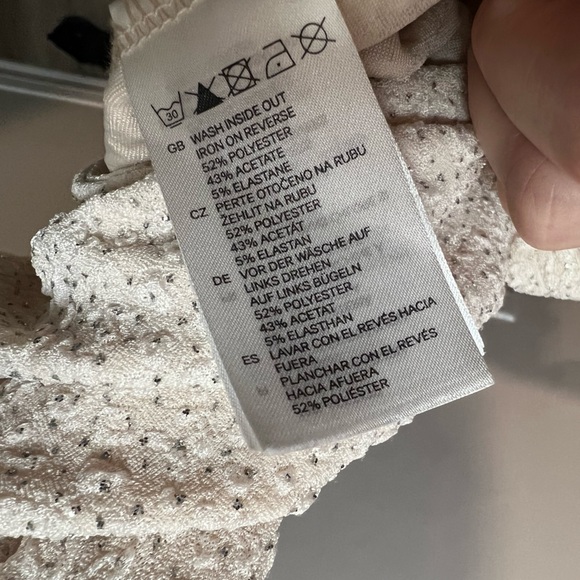 30
GB WASH INSIDE OUT
IRON ON REVERSE
52% POLYESTER
43% ACETATE
5% ELASTANE
CZ PERTE OTOČENO NA RUBU
ŽEHLIT NA RUBU
52% POLYESTER
43% ACETÁT
5% ELASTAN
DE VOR DER WÄSCHE AUF
LINKS DREHEN
AUF LINKS BÜGELN
52% POLYESTER
43% ACETAT
5% ELASTHAN
ES LAVAR CON EL REVÉS HACIA
FUERA
PLANCHAR CON EL REVÉS
HACIA AFUERA
52% POLIÉSTER